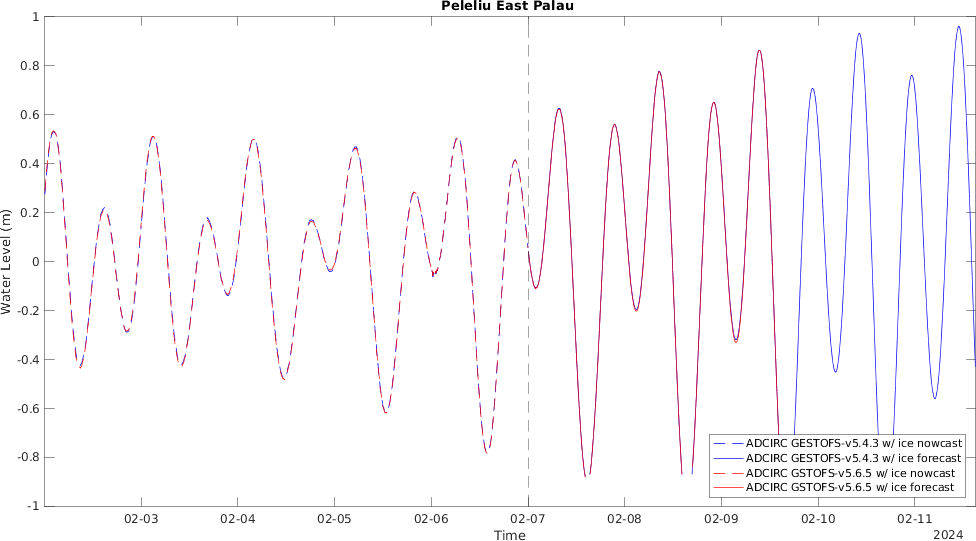 Peleliu East Palau
1
0.8
0.6
0.4
0.2
0
-0.2
-0.4
-0.6
-0.8
-1
Water Level (m)
ADCIRC GESTOFS-v5.4.3 w/ ice nowcast
ADCIRC GESTOFS-v5.4.3 w/ ice forecast
ADCIRC GSTOFS-v5.6.5 w/ ice nowcast
ADCIRC GSTOFS-v5.6.5 w/ ice forecast
02-03 02-04 02-05 02-06 02-07 02-08 02-09 02-10 02-11
Time
2024